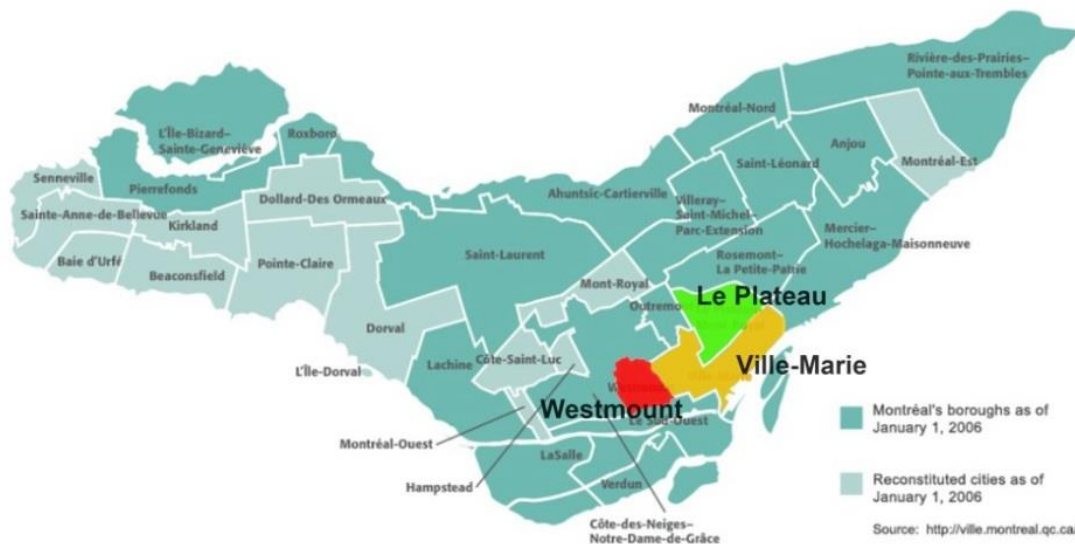 Rivière-des-Prairies–
Pointe-aux-Trembles
Montréal-Nord
L'Île-Bizard–
Sainte-Geneviève
Roxboro
Anjou
Saint-Léonard
Montréal-Est
Senneville
Pierrefonds
Ahuntsic-Cartierville
Dollard-Des Ormeaux
Villeray–
Saint-Michel–
Parc-Extension
Sainte-Anne-de-Bellevue
Kirkland
Mercier–
Hochelaga-Maisonneuve
Baie d'Urfé
Beaconsfield
Pointe-Claire
Saint-Laurent
Rosemont–
La Petite-Patrie
Mont-Royal
Le Plateau
Outremo
Dorval
L'Île-Dorval
Lachine
Côte-Saint-Luc
Ville-Marie
Westmount
Le Sud-Ouest
Montréal-Ouest
LaSalle
Hampstead
Verdun
Côte-des-Neiges–
Notre-Dame-de-Grâce
Montréal's boroughs as of
January 1, 2006
Reconstituted cities as of
January 1, 2006
Source: http://ville.montreal.qc.ca/